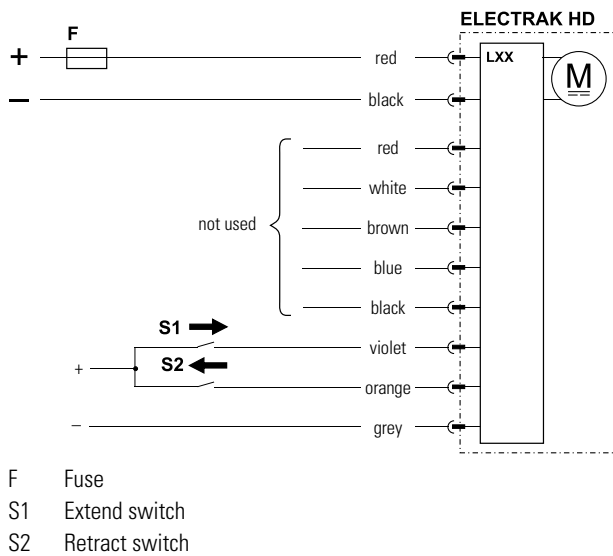 ELECTRAK HD
F
+
red
LXX
M
−
black
red
white
not used
brown
blue
black
S1
violet
+
S2
orange
−
grey
F Fuse
S1 Extend switch
S2 Retract switch